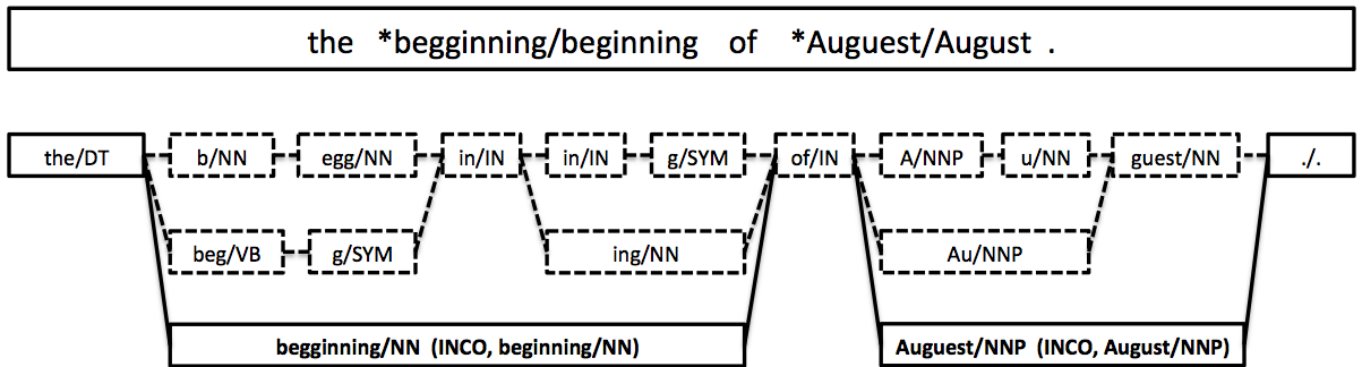 the *begginning/beginning of *Auguest/August .
the/DT b/NN egg/NN in/IN in/IN g/SYM of/IN A/NNP u/NN guest/NN ./.
beg/VB g/SYM ing/NN Au/NNP
begginning/NN (INCO, beginning/NN) Auguest/NNP (INCO, August/NNP)